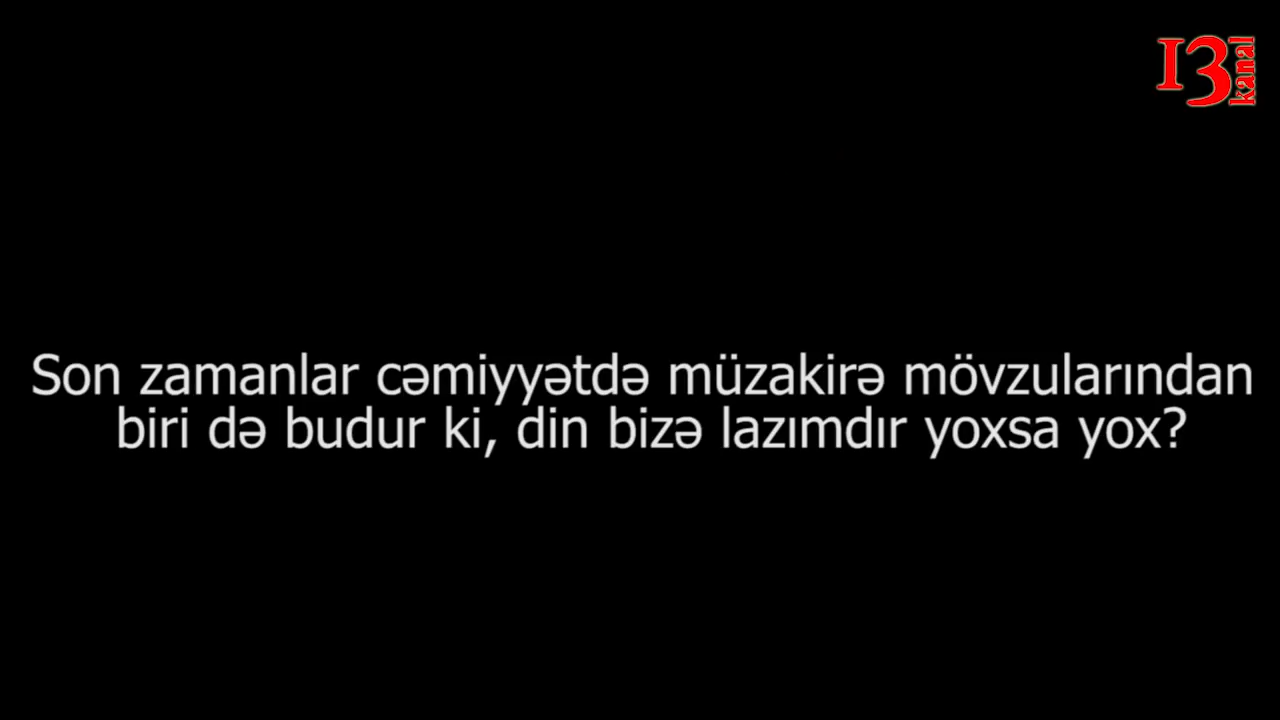 13
kanal
Son zamanlar cəmiyyətdə müzakirə mövzularından
biri də budur ki, din bizə lazımdır yoxsa yox?